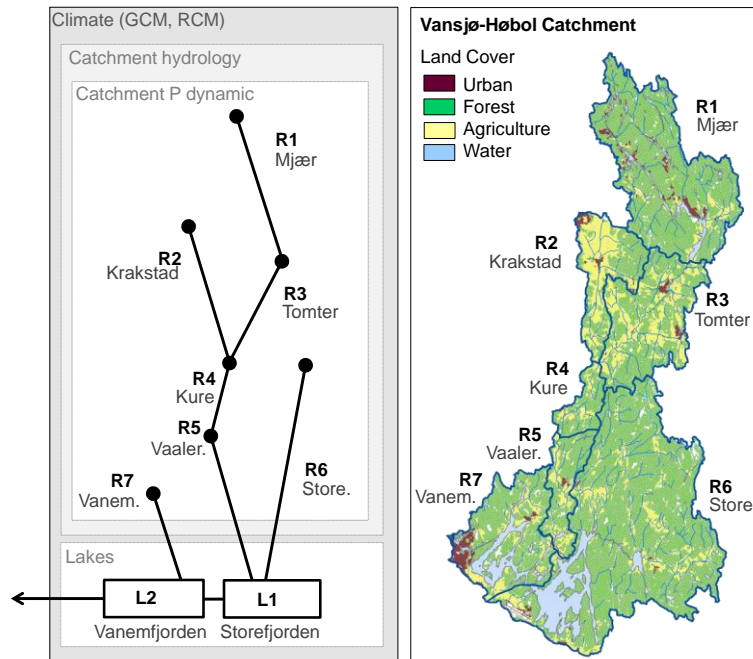 Climate (GCM, RCM)
Catchment hydrology
Catchment P dynamic
R1
Mjær
R2
Krakstad
R3
Tomter
R4
Kure
R5
Vaaler.
R6
Store.
R7
Vanem.
Lakes
L2
L1
Vanemfjorden
Storefjorden
Vansjø-Høbol Catchment
Land Cover
Urban
Forest
Agriculture
Water
R1
Mjær
R2
Krakstad
R3
Tomter
R4
Kure
R5
Vaaler.
R7
Vanem.
R6
Store.